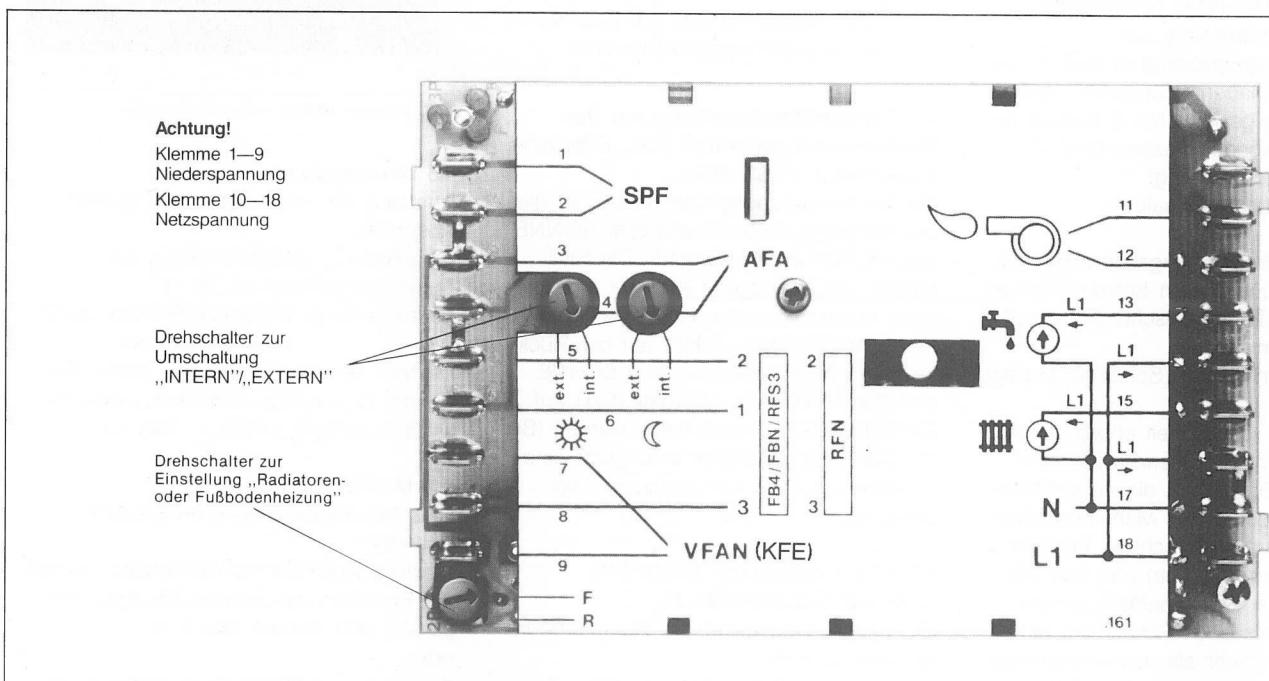 Achtung!
Klemme 1—9
Niederspannung
Klemme 10—18
Netzspannung
Drehschalter zur
Umschaltung
„INTERN"/„EXTERN"
Drehschalter zur
Einstellung „Radiatoren-
oder Fußbodenheizung"
1
2
SPF
3
AFA
4
5
ext.
int.
ext.
int.
2
1
3
FB4/FBN/RFS3
2
3
RFN
6
7
8
VFAN (KFE)
9
F
R
11
12
L1
13
L1
L1
15
L1
N
17
L1
18
.161